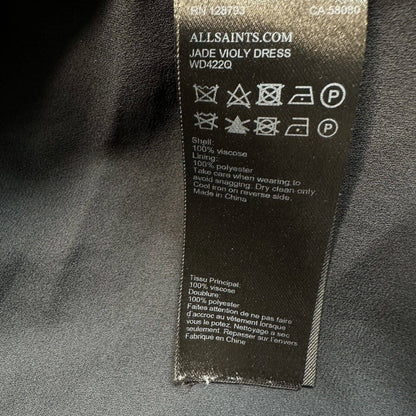 RN 128793 CA 58080
ALLSAINTS.COM
JADE VIOLY DRESS
WD422Q
P
P
Shell:
100% viscose
Lining:
100% polyester
Take care when wearing to
avoid snagging. Dry clean only.
Cool iron on reverse side.
Made in China
Tissu Principal:
100% viscose
Doublure:
100% polyester
Faites attention de ne pas faire
d'accroc au vêtement lorsque
vous le potez. Nettoyage a sec
seulement. Repasser sur l'envers
Fabrique en Chine